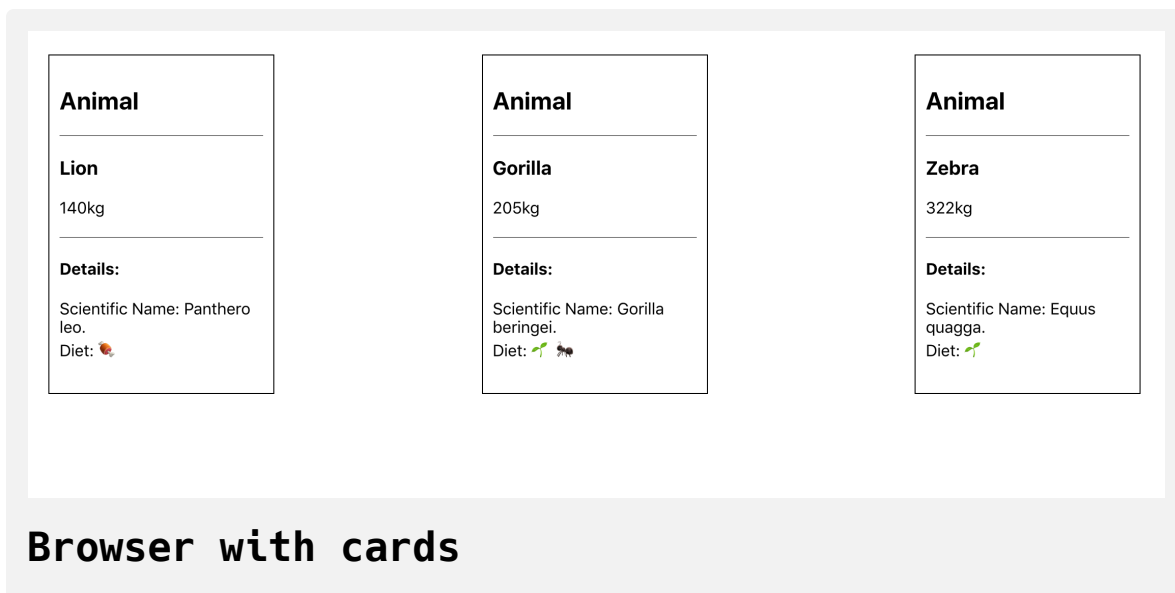 Animal
Lion
140kg
Details:
Scientific Name: Panthero
leo.
Diet: 🍖
Animal
Gorilla
205kg
Details:
Scientific Name: Gorilla
beringei.
Diet: 🌱 🐜
Animal
Zebra
322kg
Details:
Scientific Name: Equus
quagga.
Diet: 🌱
Browser with cards